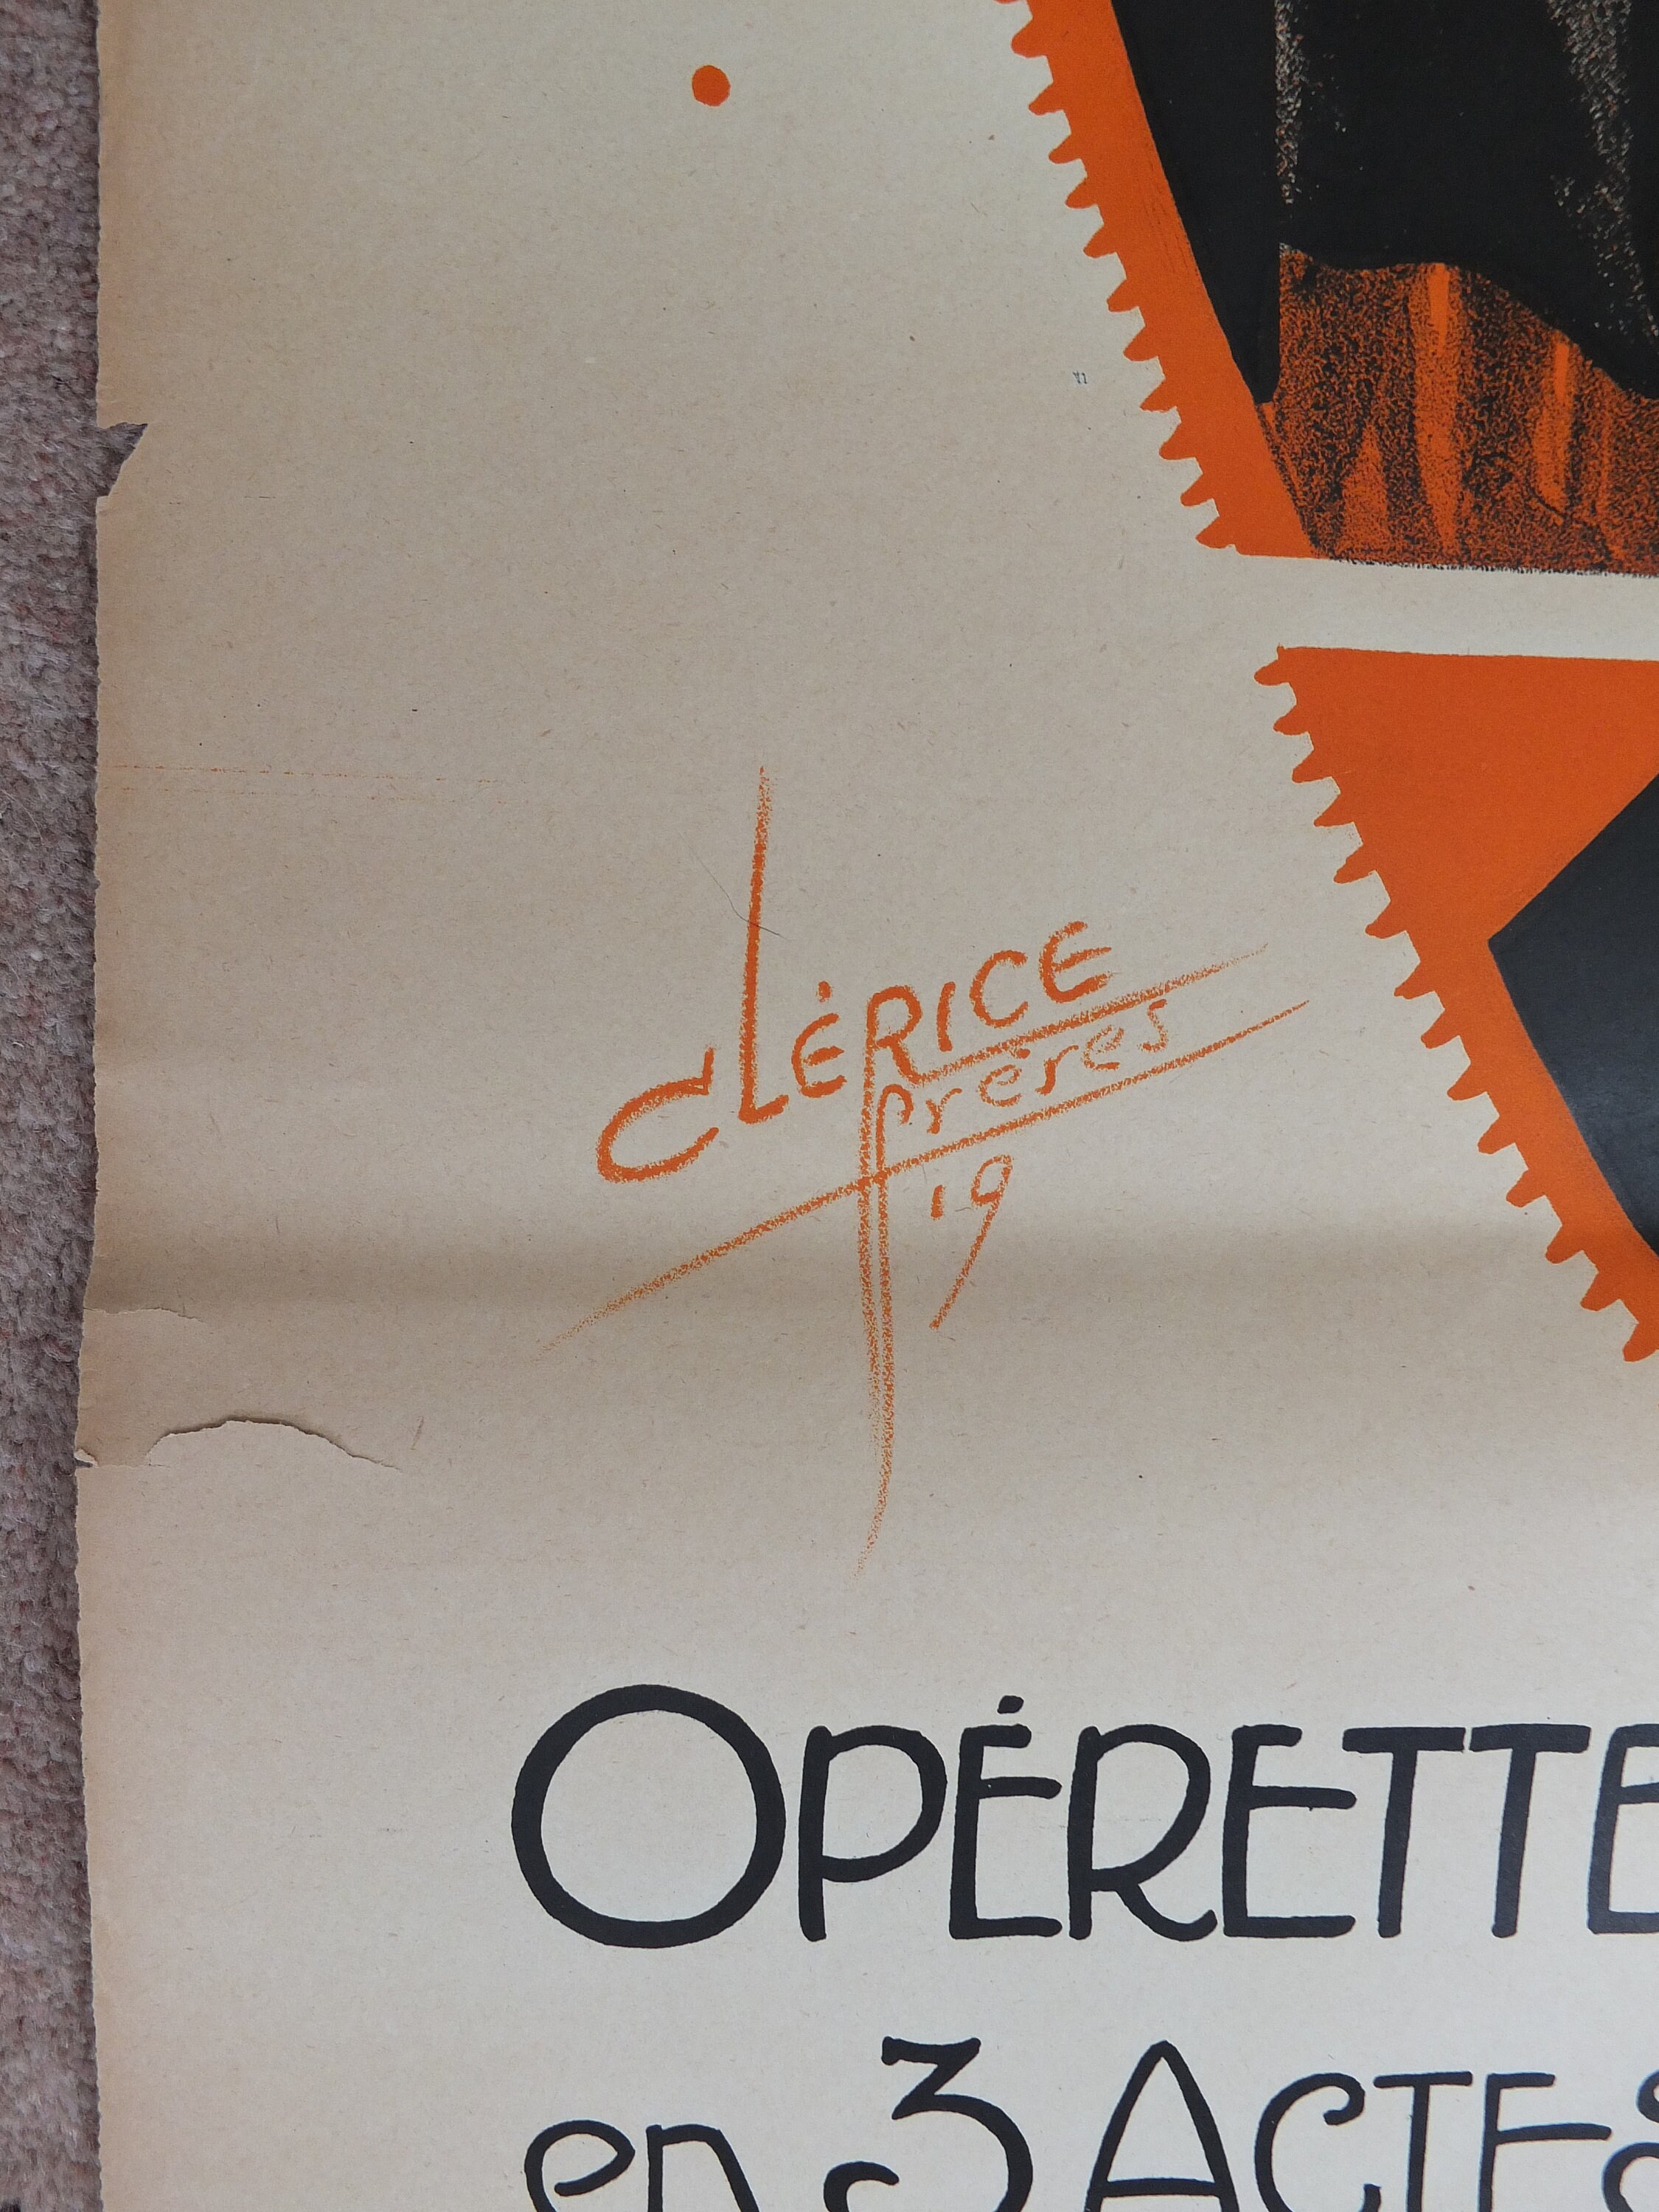 CLÉRICE
frères
19
OPÉRETTE
en 3 ACTES